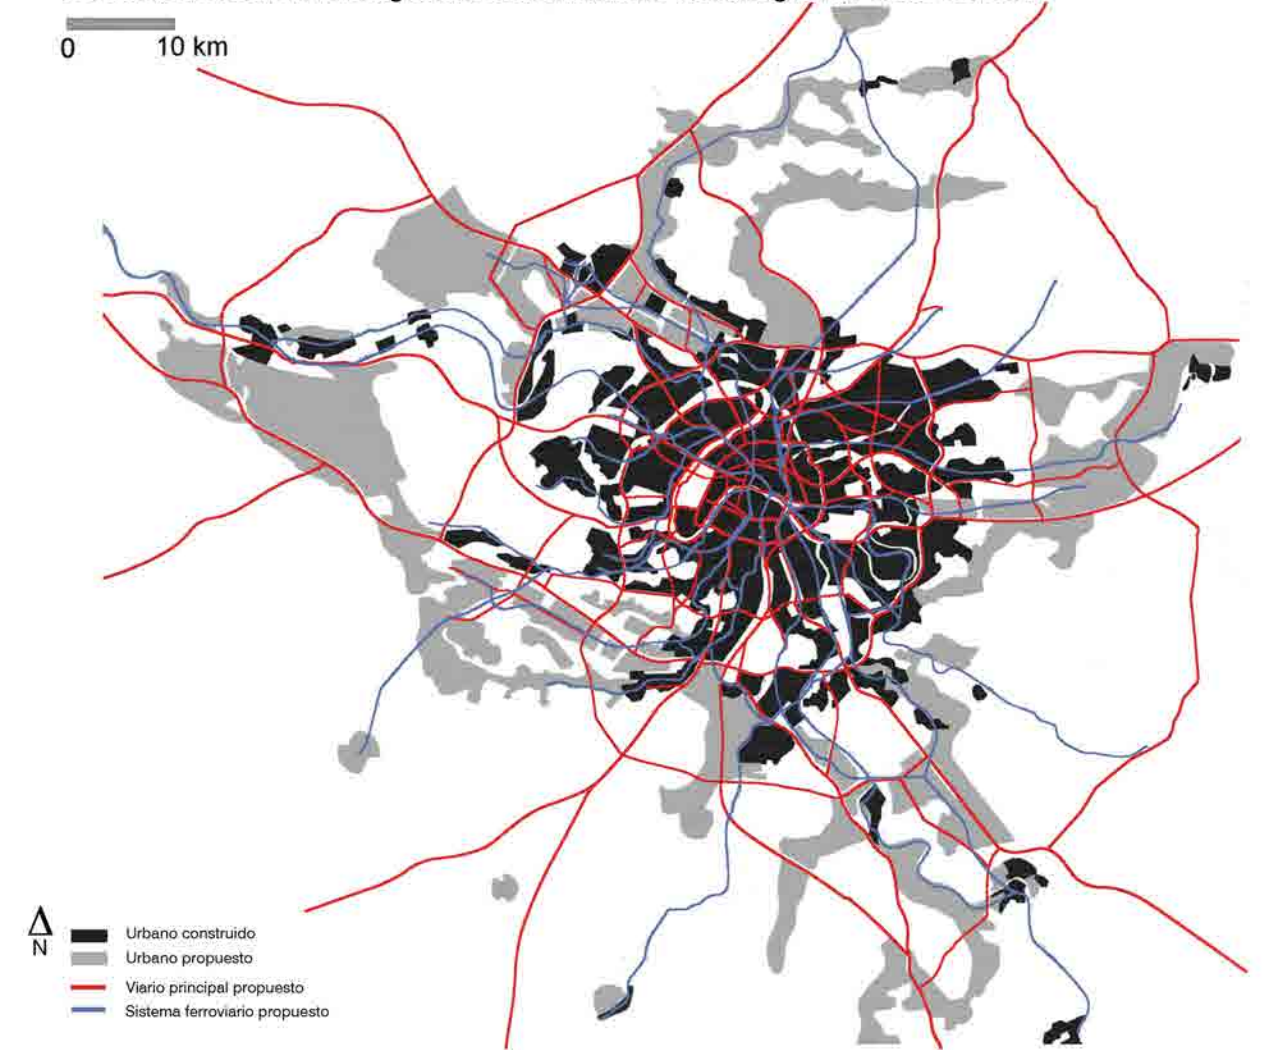 0 10 km
N
Urbano construido
Urbano propuesto
Viario principal propuesto
Sistema ferroviario propuesto